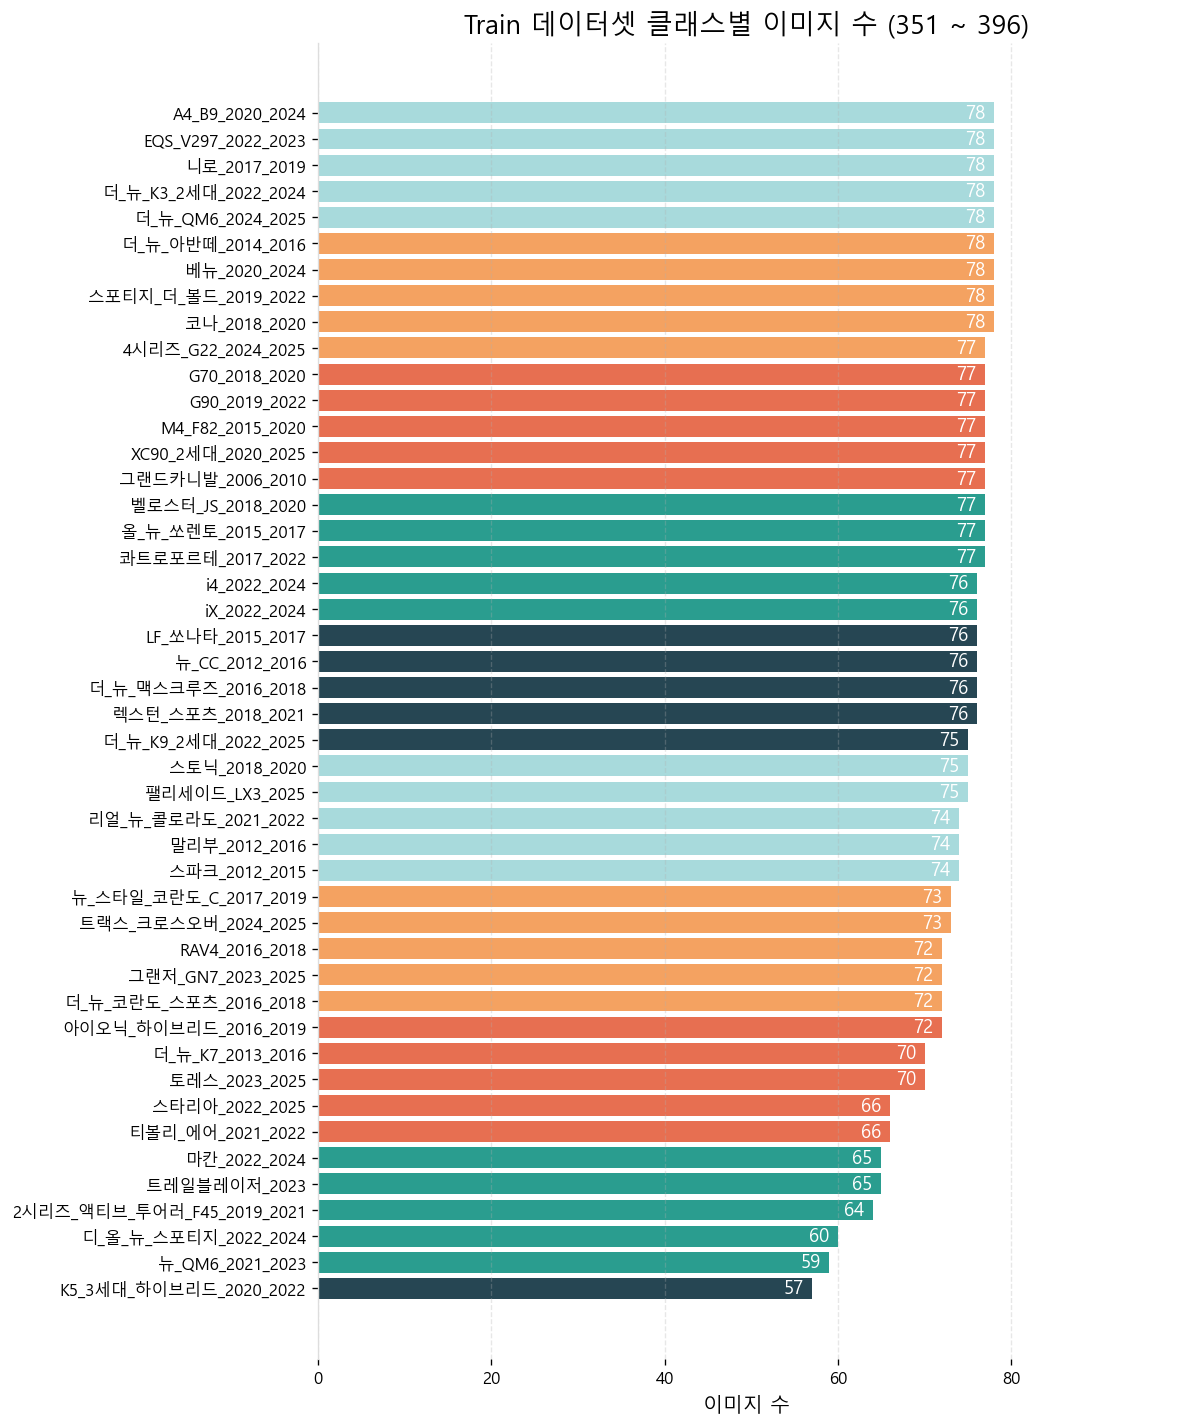 Train 데이터셋 클래스별 이미지 수 (351 ~ 396)
A4_B9_2020_2024 78
EQS_V297_2022_2023 78
니로_2017_2019 78
더_뉴_K3_2세대_2022_2024 78
더_뉴_QM6_2024_2025 78
더_뉴_아반떼_2014_2016 78
베뉴_2020_2024 78
스포티지_더_볼드_2019_2022 78
코나_2018_2020 78
4시리즈_G22_2024_2025 77
G70_2018_2020 77
G90_2019_2022 77
M4_F82_2015_2020 77
XC90_2세대_2020_2025 77
그랜드카니발_2006_2010 77
벨로스터_JS_2018_2020 77
올_뉴_쏘렌토_2015_2017 77
콰트로포르테_2017_2022 77
i4_2022_2024 76
iX_2022_2024 76
LF_쏘나타_2015_2017 76
뉴_CC_2012_2016 76
더_뉴_맥스크루즈_2016_2018 76
렉스턴_스포츠_2018_2021 76
더_뉴_K9_2세대_2022_2025 75
스토닉_2018_2020 75
팰리세이드_LX3_2025 75
리얼_뉴_콜로라도_2021_2022 74
말리부_2012_2016 74
스파크_2012_2015 74
뉴_스타일_코란도_C_2017_2019 73
트랙스_크로스오버_2024_2025 73
RAV4_2016_2018 72
그랜저_GN7_2023_2025 72
더_뉴_코란도_스포츠_2016_2018 72
아이오닉_하이브리드_2016_2019 72
더_뉴_K7_2013_2016 70
토레스_2023_2025 70
스타리아_2022_2025 66
티볼리_에어_2021_2022 66
마칸_2022_2024 65
트레일블레이저_2023 65
2시리즈_액티브_투어러_F45_2019_2021 64
디_올_뉴_스포티지_2022_2024 60
뉴_QM6_2021_2023 59
K5_3세대_하이브리드_2020_2022 57
0 20 40 60 80
이미지 수